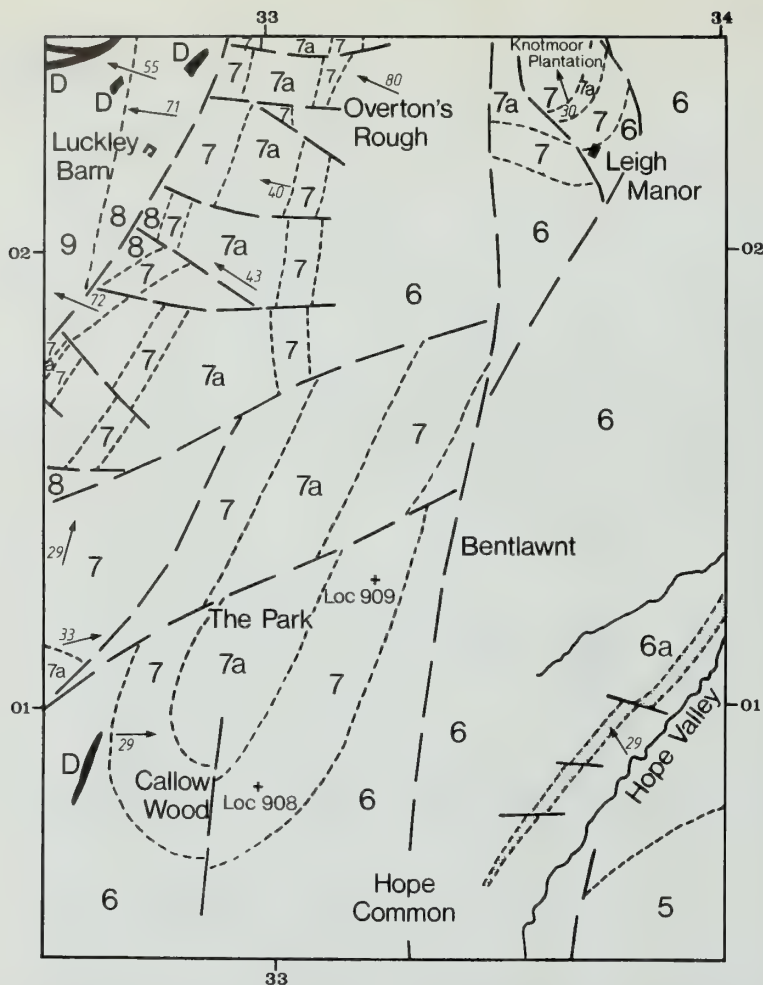 33
34
7
7a
7
7a
Knotmoor
Plantation
D
55
D
7
7a
7
80
7a
7
7a
30
6
D
71
Overton's
Rough
7
6
Luckley
Barn
7
7a
7
Leigh
Manor
40
7
8
02
8
7
7a
6
02
9
8
7
43
7
6
72
7
7a
7
7
7
a
7
7
7a
6
7
8
7
Bentlawnt
29
7
Loc 909
6a
33
The Park
7a
7
7a
7
01
01
29
6
29
Hope Valley
D
Callow
Wood
Loc 908
6
Hope
Common
6
5
33